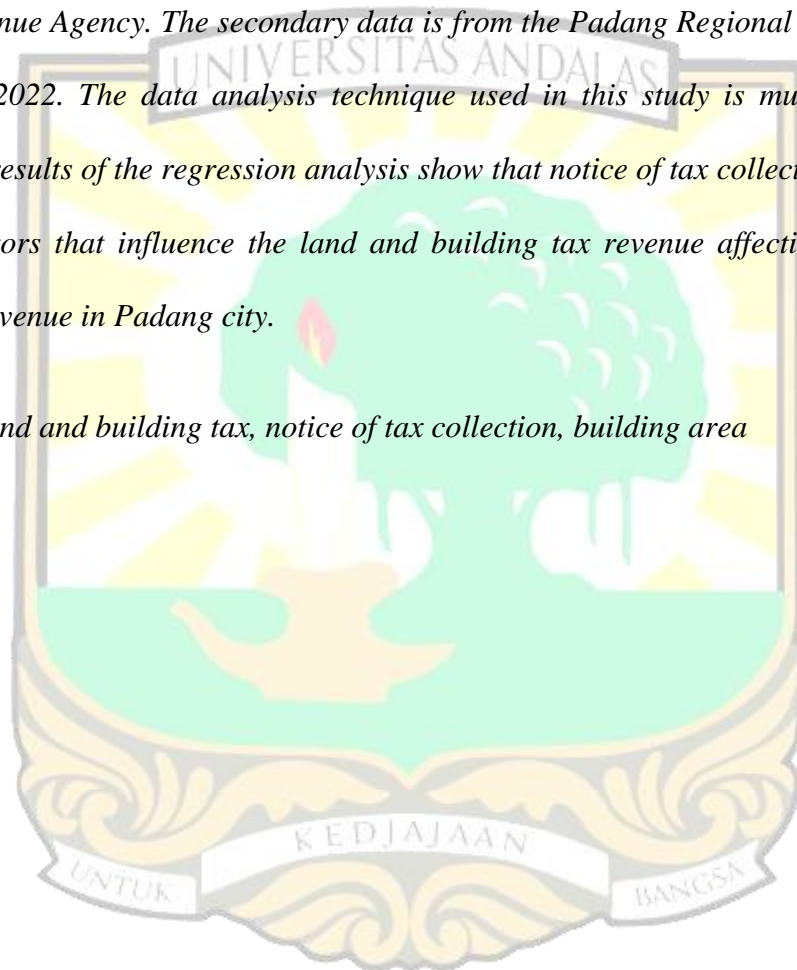 nue Agency. The secondary data is from the Padang Regional
UNIVERSITAS ANDALAS
2022. The data analysis technique used in this study is mu
results of the regression analysis show that notice of tax collect
tors that influence the land and building tax revenue affecti
venue in Padang city.
nd and building tax, notice of tax collection, building area
KEDJAJAAN
UNTUK
BANGSA